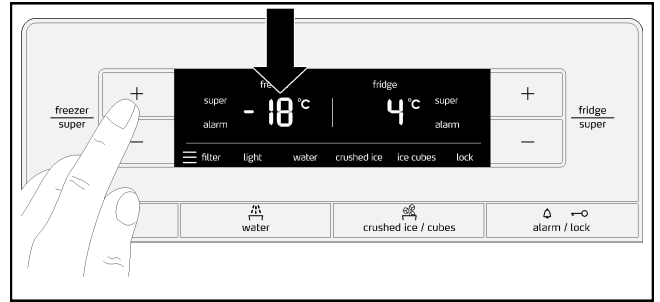 fre
fridge
+
+
super
- 18 °C
4 °C
super
freezer
super
fridge
super
alarm
alarm
−
−
filter
light
water
crushed ice
ice cubes
lock
water
crushed ice / cubes
alarm / lock